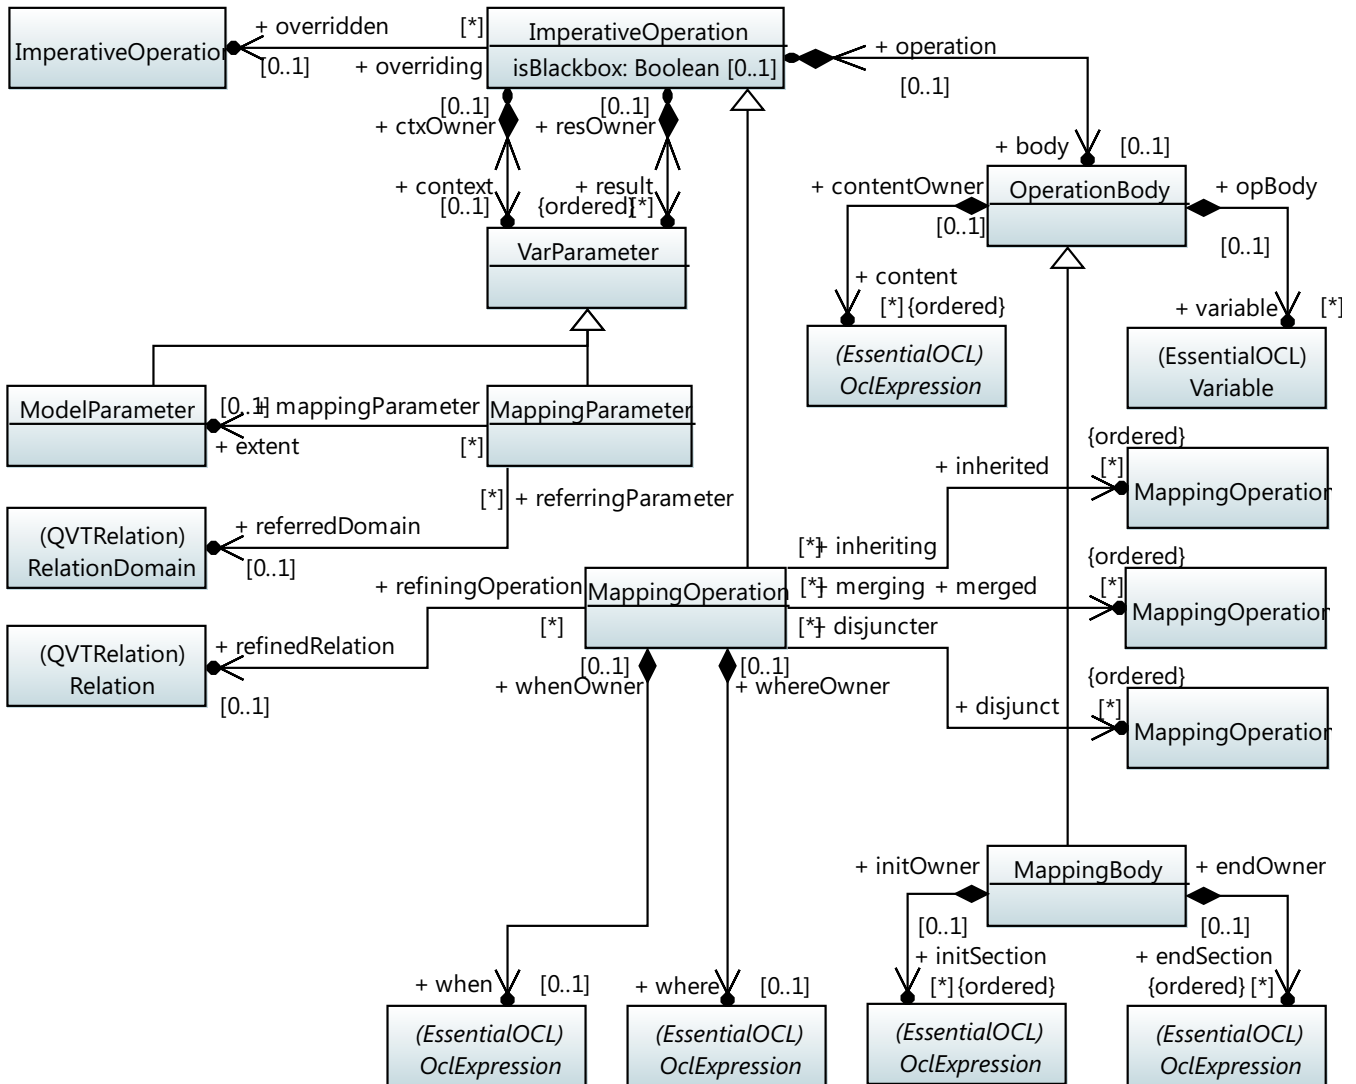 + overridden
[*]
ImperativeOperation
ImperativeOperation
+ operation
[0..1]
+ overriding
isBlackbox: Boolean [0..1]
[0..1]
[0..1]
[0..1]
+ ctxOwner
+ resOwner
+ body
[0..1]
+ context
+ result
[0..1]
{ordered}
[*]
+ contentOwner
OperationBody
+ opBody
[0..1]
[0..1]
VarParameter
+ content
[*]
{ordered}
+ variable
[*]
(EssentialOCL)
OclExpression
(EssentialOCL)
Variable
ModelParameter
[0..1]
+ mappingParameter
MappingParameter
+ extent
[*]
{ordered}
+ inherited
[*]
MappingOperation
[*]
+ referringParameter
(QVTRelation)
RelationDomain
+ referredDomain
[0..1]
[*]
+ inheriting
{ordered}
+ refiningOperation
MappingOperation
[*]
+ merging
+ merged
[*]
MappingOperation
[*]
[*]
+ disjuncter
(QVTRelation)
Relation
+ refinedRelation
[0..1]
[0..1]
+ whenOwner
[0..1]
+ whereOwner
{ordered}
+ disjunct
[*]
MappingOperation
+ initOwner
MappingBody
+ endOwner
[0..1]
[0..1]
+ initSection
+ endSection
[*]
{ordered}
{ordered}
[*]
+ when
[0..1]
+ where
[0..1]
(EssentialOCL)
OclExpression
(EssentialOCL)
OclExpression
(EssentialOCL)
OclExpression
(EssentialOCL)
OclExpression